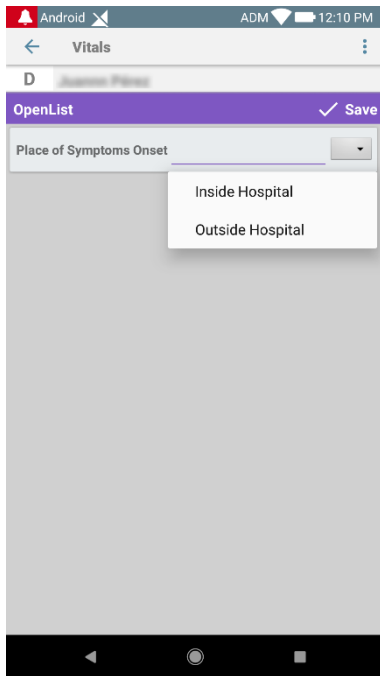 Android ADM 12:10 PM
Vitals
D
OpenList Save
Place of Symptoms Onset
Inside Hospital
Outside Hospital